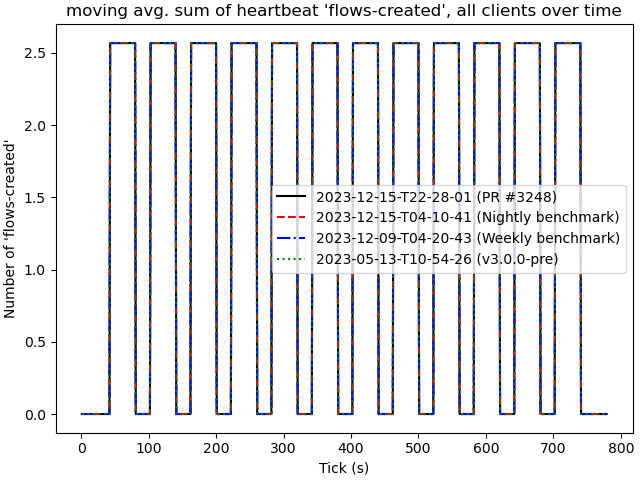 moving avg. sum of heartbeat 'flows-created', all clients over time
Number of 'flows-created'
2.5
2.0
1.5
1.0
0.5
0.0
2023-12-15-T22-28-01 (PR #3248)
2023-12-15-T04-10-41 (Nightly benchmark)
2023-12-09-T04-20-43 (Weekly benchmark)
2023-05-13-T10-54-26 (v3.0.0-pre)
0 100 200 300 400 500 600 700 800
Tick (s)